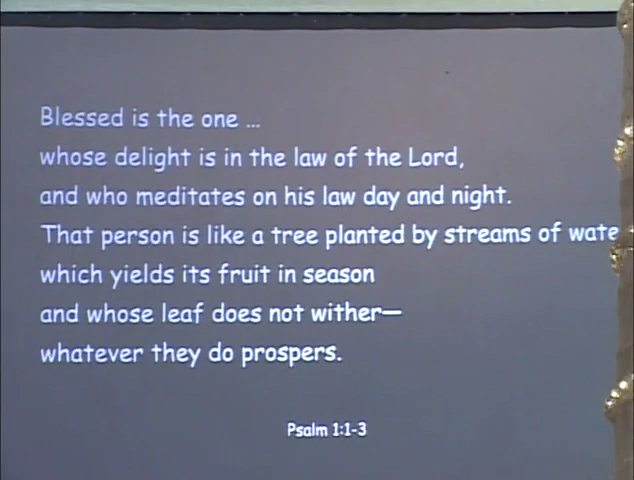 Blessed is the one ...
whose delight is in the law of the Lord,
and who meditates on his law day and night.
That person is like a tree planted by streams of wate
which yields its fruit in season
and whose leaf does not wither—
whatever they do prospers.
Psalm 1:1-3